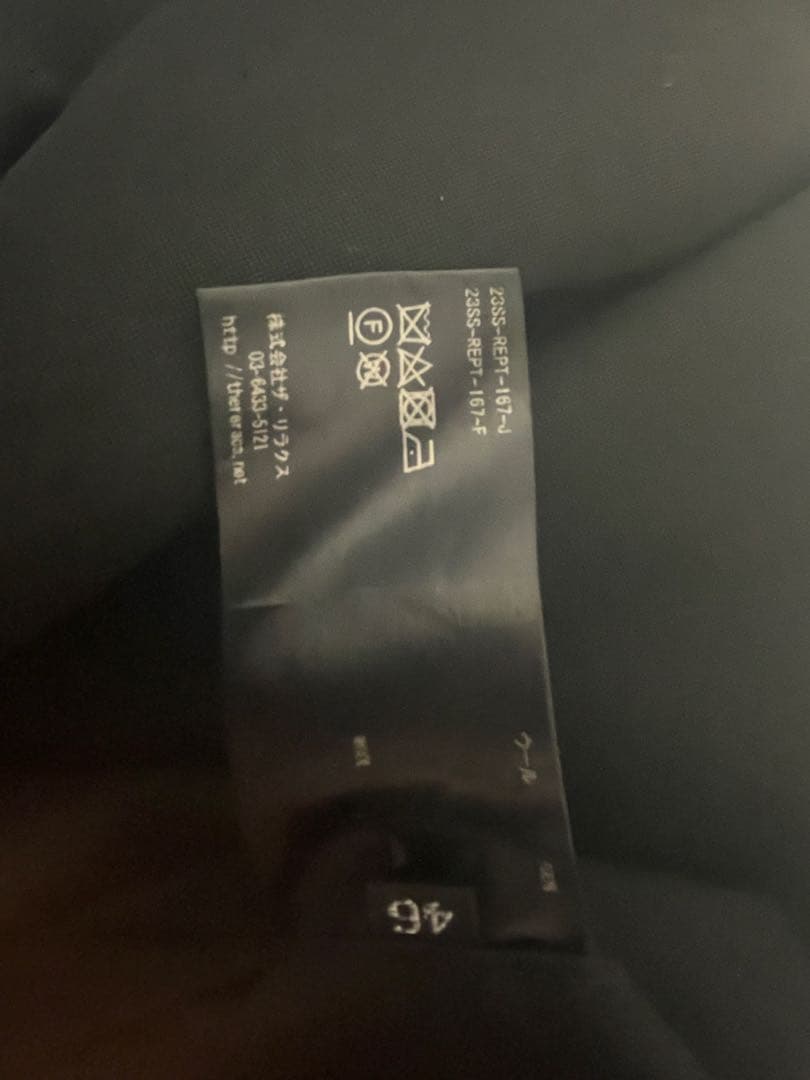 23SS-REPT-167-J
23SS-REPT-167-F
F
W
株式会社ザ・リラクス
03-6433-5121
ウール
46